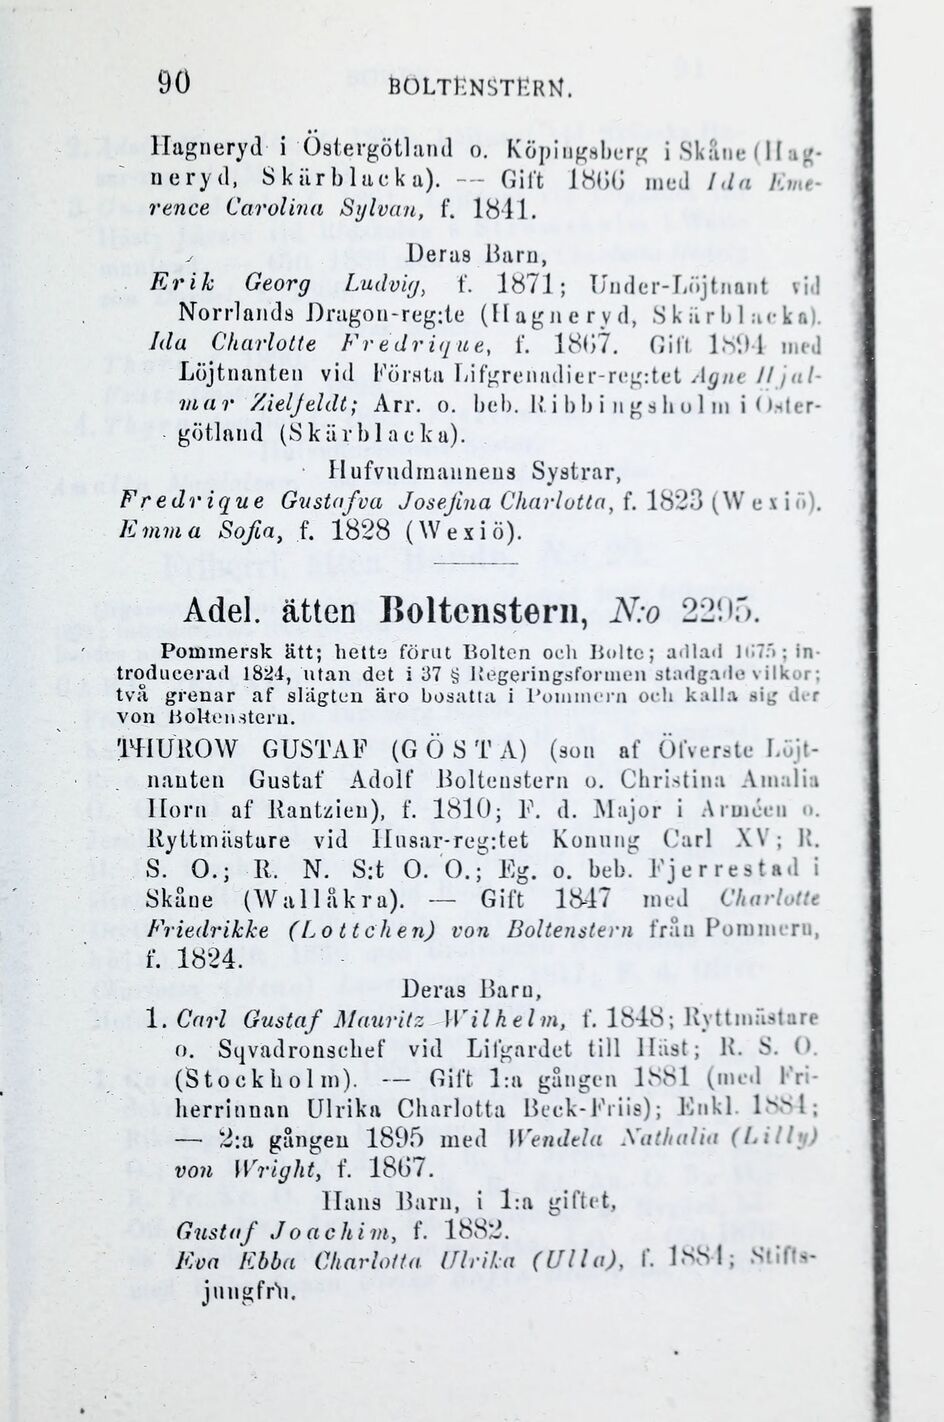 90 BOLTENSTERN.
Hagneryd i Östergötland o. Köpingsberg i Skåne (Hag-
neryd, Skärblacka). — Gift 1866 med Ida Eme-
rence Carolina Sylvan, f. 1841.
Deras Barn,
Erik Georg Ludvig, f. 1871; Under-Löjtnant vid
Norrlands Dragon-reg:te (Hagneryd, Skärblacka).
Ida Charlotte Fredrique, f. 1867. Gift 1894 med
Löjtnanten vid Första Lifgrenadier-reg:tet Agne Hjal-
mar Zielfeldt; Arr. o. beb. Ribbingsholm i Öster-
götland (Skärblacka).
Hufvudmannens Systrar,
Fredrique Gustafva Josefina Charlotta, f. 1823 (Wexiö).
Emma Sofia, f. 1828 (Wexiö).
Adel. ätten Boltenstern, N:o 2295.
Pommersk ätt; hette förut Bolten och Bolte; adlad 1675; in-
troducerad 1824, utan det i 37 § Regeringsformen stadgade vilkor;
två grenar af slägten äro bosatta i Pommern och kalla sig der
von Boltenstern.
THUROW GUSTAF (GÖSTA) (son af Öfverste Löjt-
nanten Gustaf Adolf Boltenstern o. Christina Amalia
Horn af Rantzien), f. 1810; F. d. Major i Arméen o.
Ryttmästare vid Husar-reg:tet Konung Carl XV; R.
S. O.; R. N. S:t O. O.; Eg. o. beb. Fjerrestad i
Skåne (Wallåkra). — Gift 1847 med Charlotte
Friedrikke (Lottchen) von Boltenstern från Pommern,
f. 1824.
Deras Barn,
1. Carl Gustaf Mauritz Wilhelm, f. 1848; Ryttmästare
o. Sqvadronschef vid Lifgardet till Häst; R. S. O.
(Stockholm). — Gift 1:a gången 1881 (med Fri-
herrinnan Ulrika Charlotta Beck-Friis); Enkl. 1884;
— 2:a gången 1895 med Wendela Nathalia (Lilly)
von Wright, f. 1867.
Hans Barn, i 1:a giftet,
Gustaf Joachim, f. 1882.
Eva Ebba Charlotta Ulrika (Ulla), f. 1884; Stifts-
jungfru.